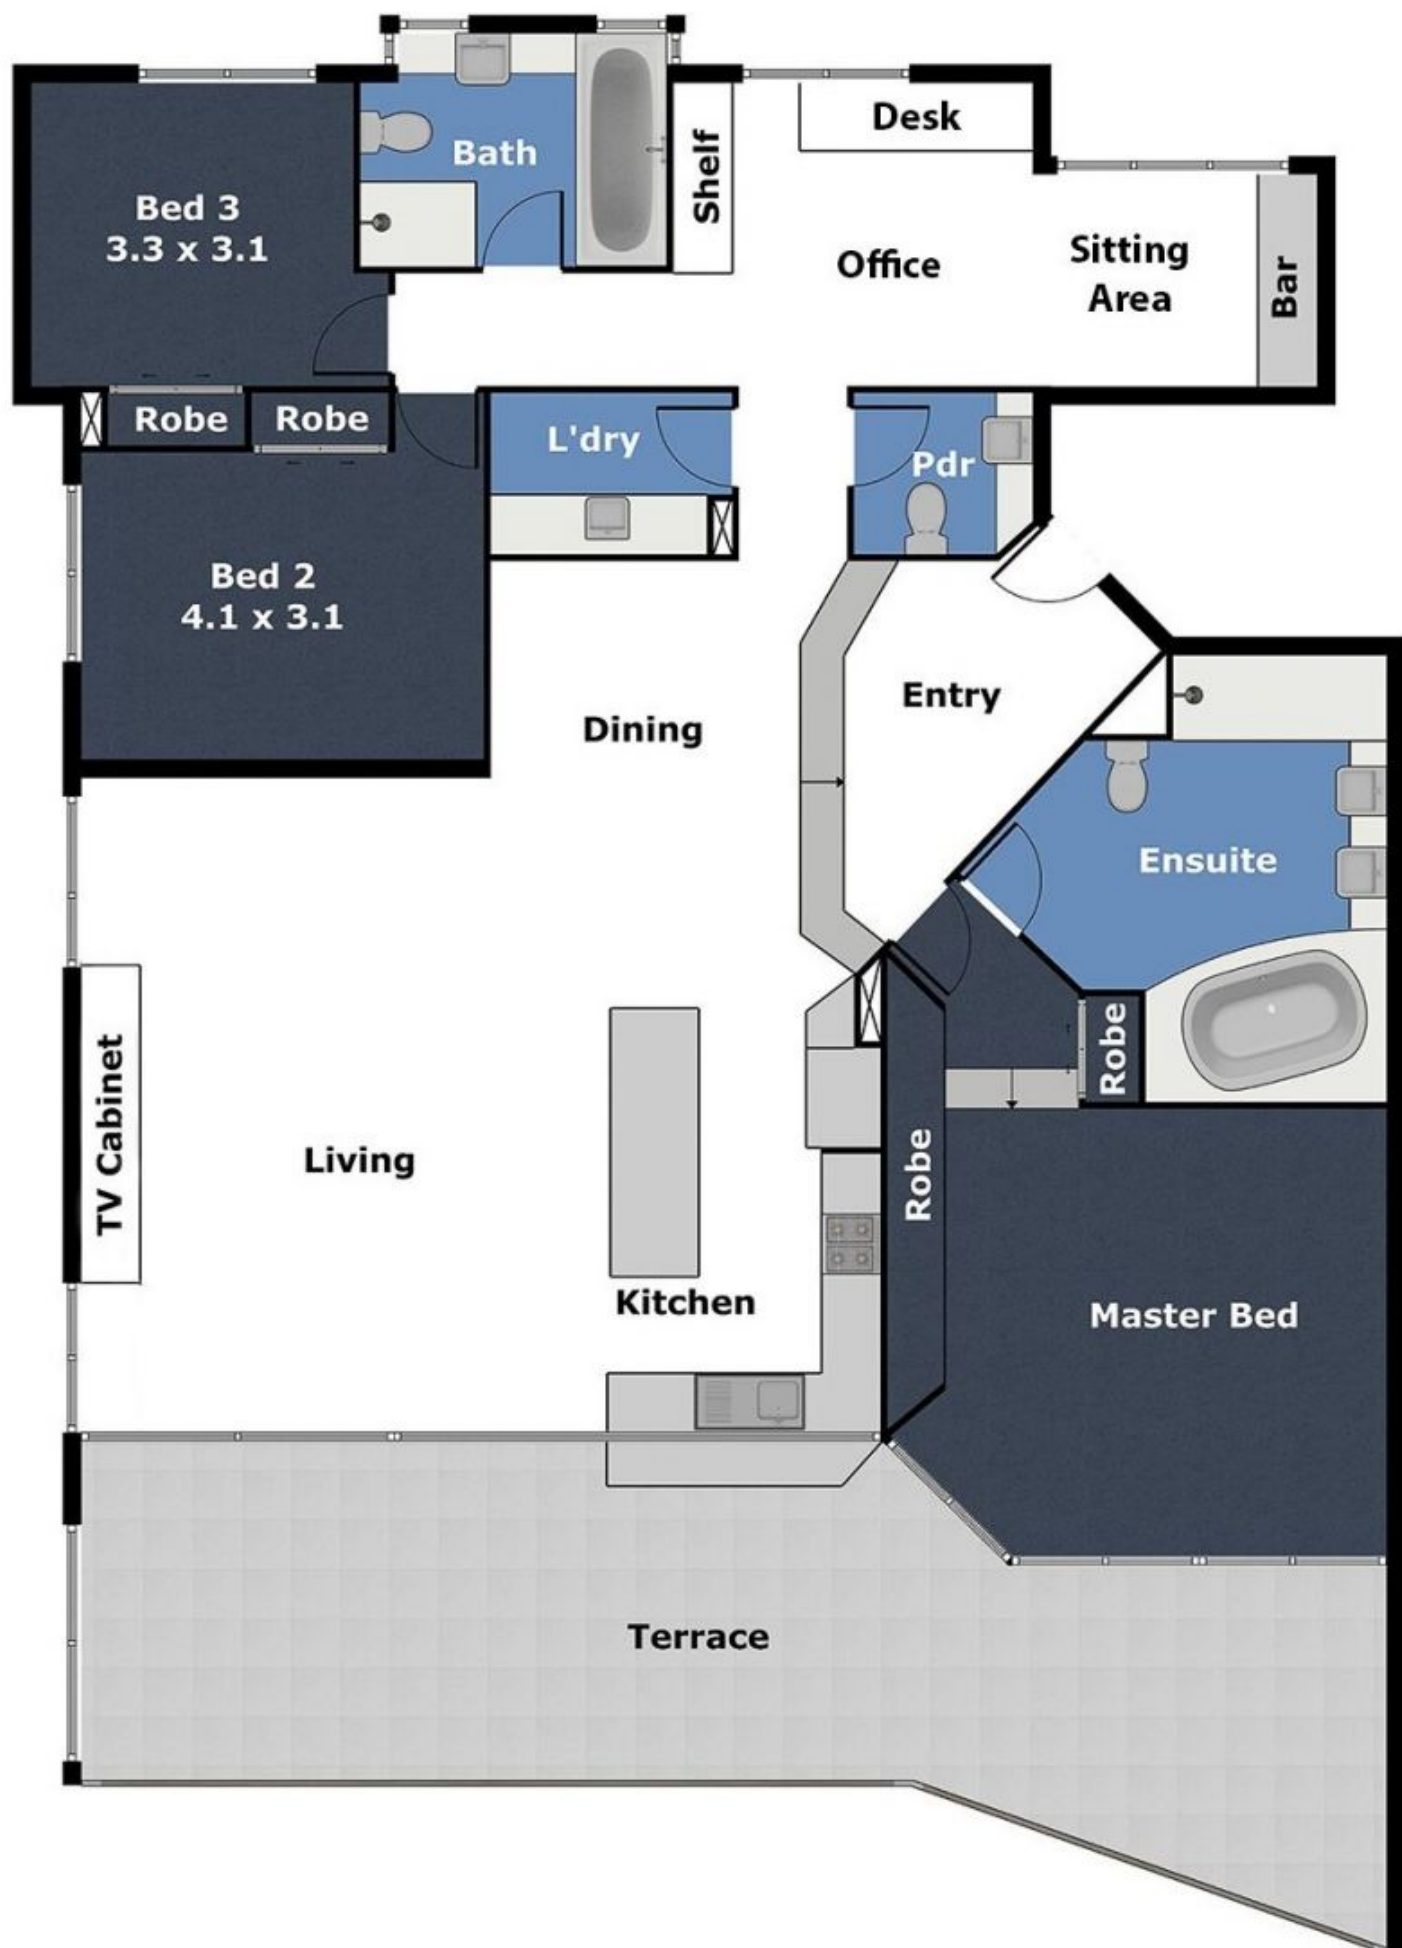 Desk
Bath
Shelf
Bed 3
3.3 x 3.1
Office
Sitting
Area
Bar
Robe
Robe
L'dry
Pdr
Bed 2
4.1 x 3.1
Entry
Dining
Ensuite
Robe
TV Cabinet
Living
Robe
Kitchen
Master Bed
Terrace